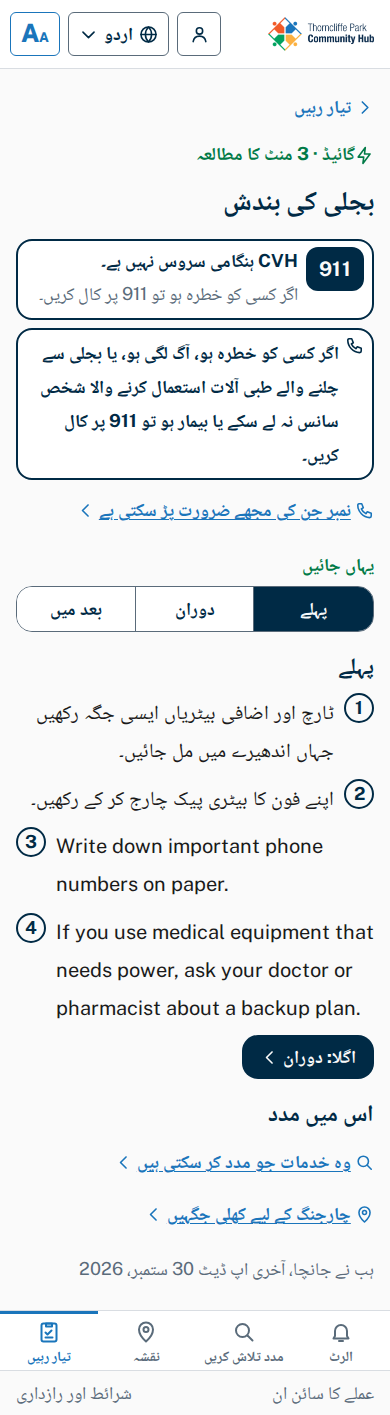 Thorncliffe Park
Community Hub
اردو
AA
تیار رہیں
گائیڈ · 3 منٹ کا مطالعہ
بجلی کی بندش
911
CVH ہنگامی سروس نہیں ہے۔
اگر کسی کو خطرہ ہو تو 911 پر کال کریں۔
اگر کسی کو خطرہ ہو، آگ لگی ہو، یا بجلی سے
چلنے والے طبی آلات استعمال کرنے والا شخص
سانس نہ لے سکے یا بیمار ہو تو 911 پر کال
کریں۔
نمبر جن کی مجھے ضرورت پڑ سکتی ہے
یہاں جائیں
پہلے
دوران
بعد میں
پہلے
1 ٹارچ اور اضافی بیٹریاں ایسی جگہ رکھیں
جہاں اندھیرے میں مل جائیں۔
2 اپنے فون کا بیٹری پیک چارج کر کے رکھیں۔
3 Write down important phone
numbers on paper.
4 If you use medical equipment that
needs power, ask your doctor or
pharmacist about a backup plan.
اگلا: دوران
اس میں مدد
وہ خدمات جو مدد کر سکتی ہیں
چارجنگ کے لیے کھلی جگہیں
ہب نے جانچا، آخری اپ ڈیٹ 30 ستمبر، 2026
الرٹ
مدد تلاش کریں
نقشہ
تیار رہیں
عملے کا سائن ان
شرائط اور رازداری